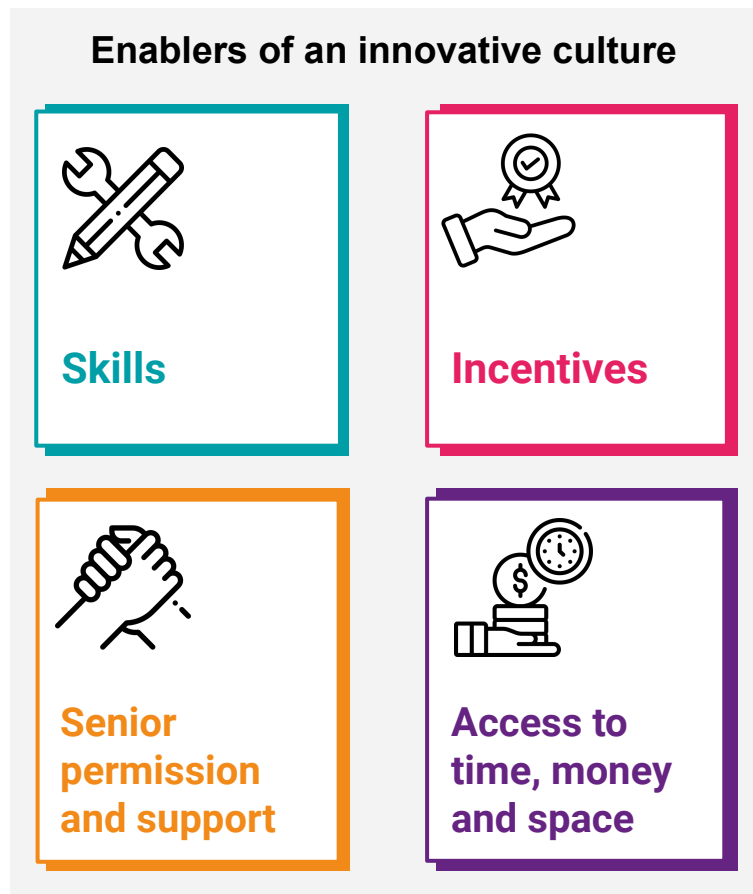 Enablers of an innovative culture
Skills
Incentives
$
Senior
permission
and support
Access to
time, money
and space